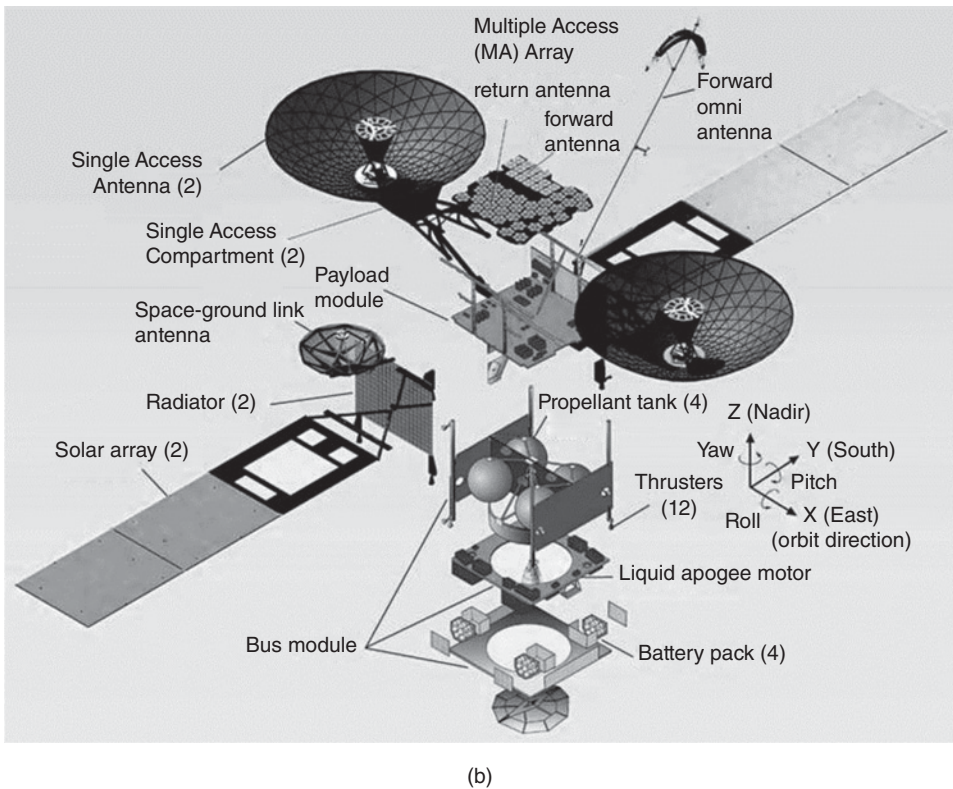 Multiple Access
(MA) Array
return antenna
forward
antenna
Forward
omni
antenna
Single Access
Antenna (2)
Single Access
Compartment (2)
Payload
module
Space-ground link
antenna
Radiator (2)
Solar array (2)
Propellant tank (4)
Z (Nadir)
Yaw
Y (South)
Pitch
Thrusters
(12)
Roll
X (East)
(orbit direction)
Liquid apogee motor
Bus module
Battery pack (4)
(b)